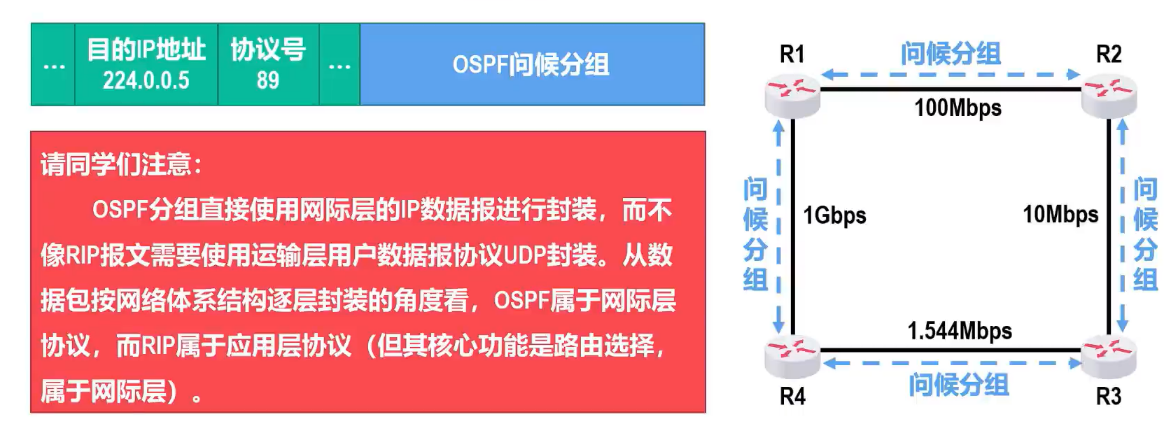 ... 目的IP地址 协议号 ... OSPF问候分组
224.0.0.5 89
请同学们注意：
OSPF分组直接使用网际层的IP数据报进行封装，而不
像RIP报文需要使用运输层用户数据报协议UDP封装。从数
据包按网络体系结构逐层封装的角度看，OSPF属于网际层
协议，而RIP属于应用层协议（但其核心功能是路由选择，
属于网际层）。
R1 问候分组 R2
100Mbps
问候分组 1Gbps 10Mbps 问候分组
1.544Mbps
R4 问候分组 R3